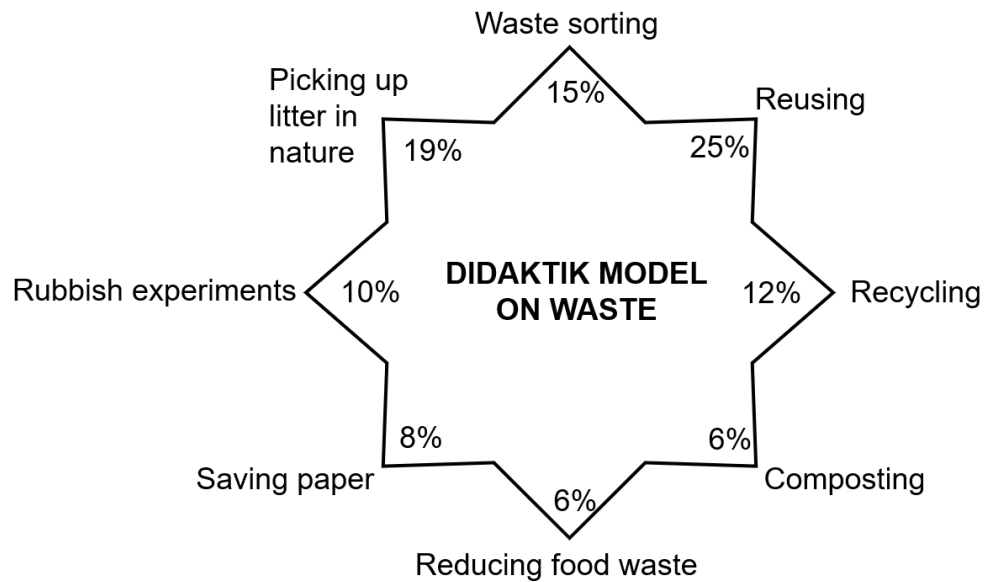 Waste sorting
15%
Picking up
litter in
nature
19%
Reusing
25%
Rubbish experiments
10%
DIDAKTIK MODEL
ON WASTE
12%
Recycling
8%
Saving paper
6%
Composting
6%
Reducing food waste